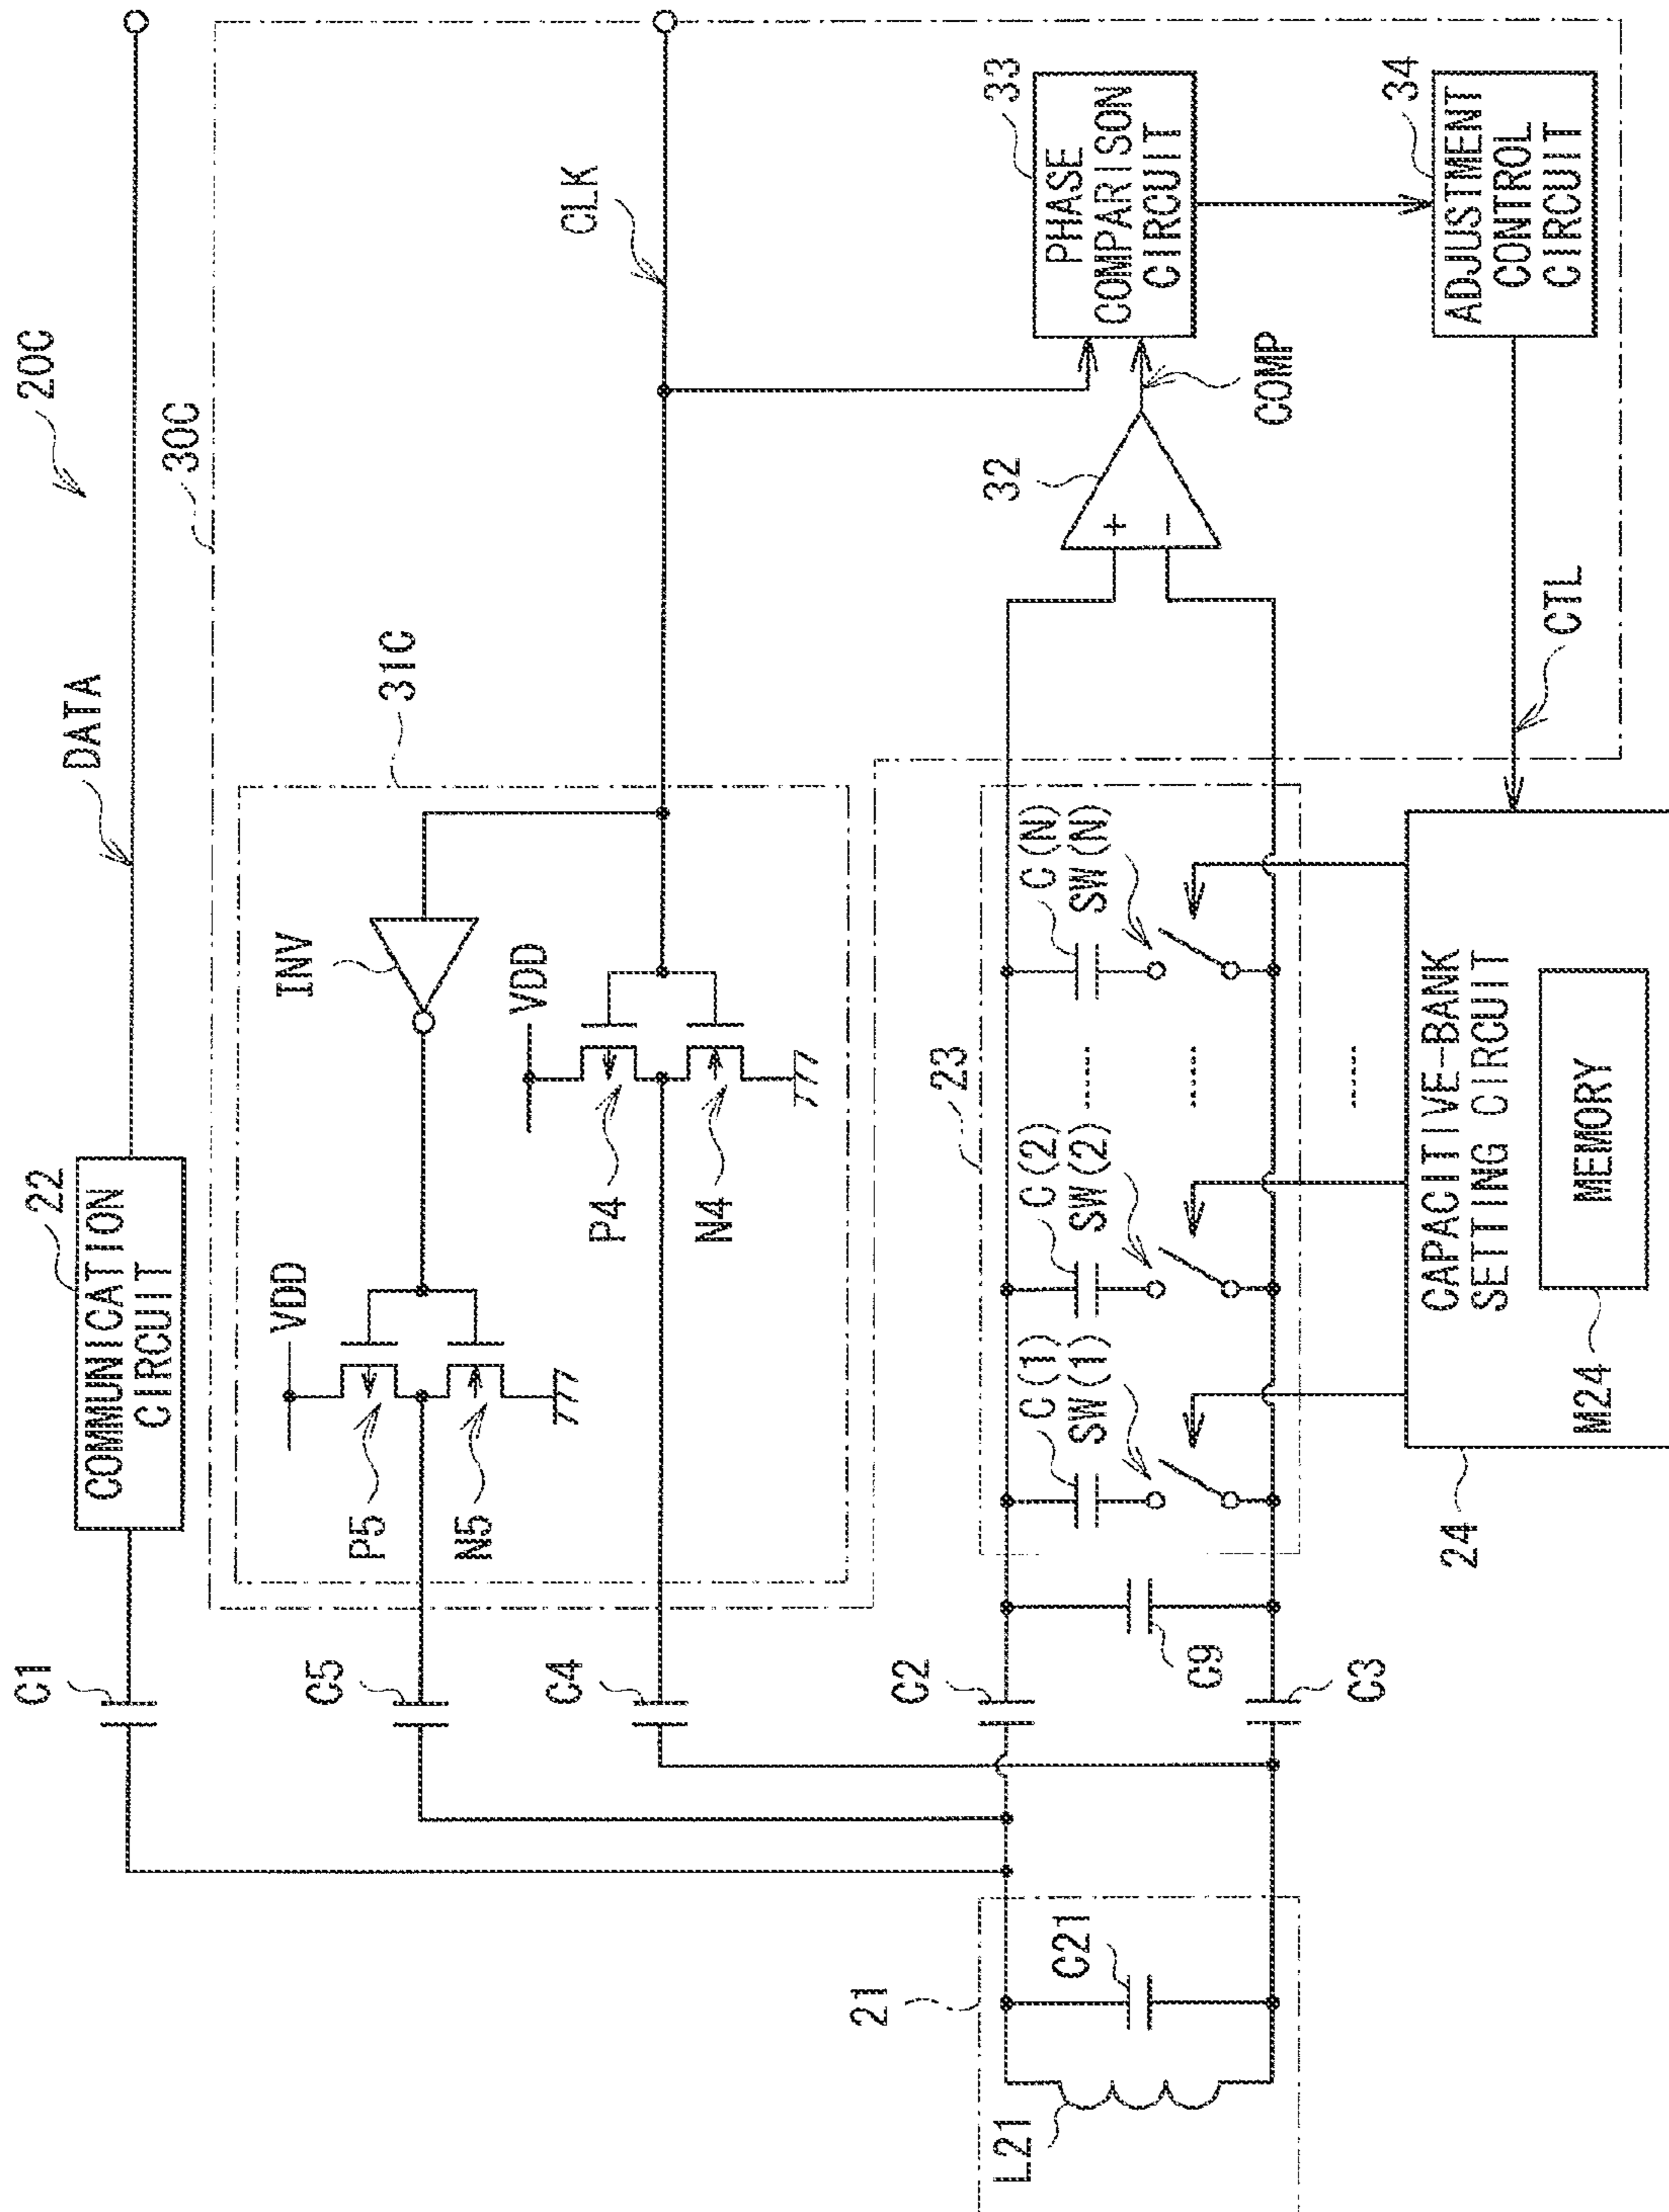 20C
DATA
C1
22
COMMUNICATION
CIRCUIT
30C
31C
CLK
INV
VDD
P5
N5
C5
VDD
P4
N4
C4
33
PHASE
COMPARISON
CIRCUIT
32
+
-
COMP
34
ADJUSTMENT
CONTROL
CIRCUIT
CTL
21
L21
C21
C2
C3
C9
23
C(1)
SW(1)
C(2)
SW(2)
C(N)
SW(N)
24
CAPACITIVE-BANK
SETTING CIRCUIT
M24
MEMORY